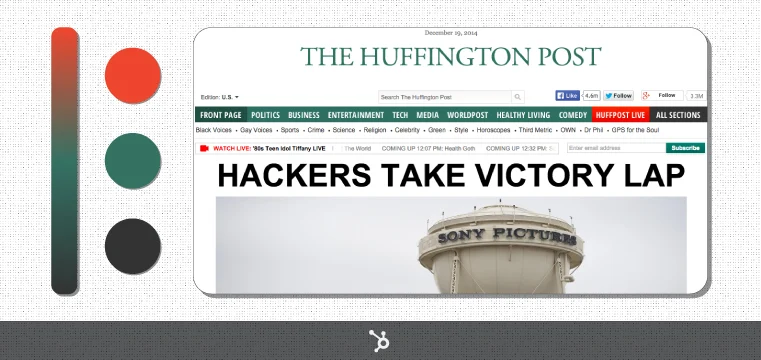 December 19, 2014
THE HUFFINGTON POST
Edition: U.S.
Search The Huffington Post
Like 4.6m Follow Follow 3.3M
FRONT PAGE POLITICS BUSINESS ENTERTAINMENT TECH MEDIA WORLDPOST HEALTHY LIVING COMEDY HUFFPOST LIVE ALL SECTIONS
Black Voices • Gay Voices • Sports • Crime • Science • Religion • Celebrity • Green • Style • Horoscopes • Third Metric • OWN • Dr Phil • GPS for the Soul
WATCH LIVE: '80s Teen Idol Tiffany LIVE The World COMING UP 12:07 PM: Health Goth COMING UP 12:32 PM: Enter email address Subscribe
HACKERS TAKE VICTORY LAP
SONY PICTURES